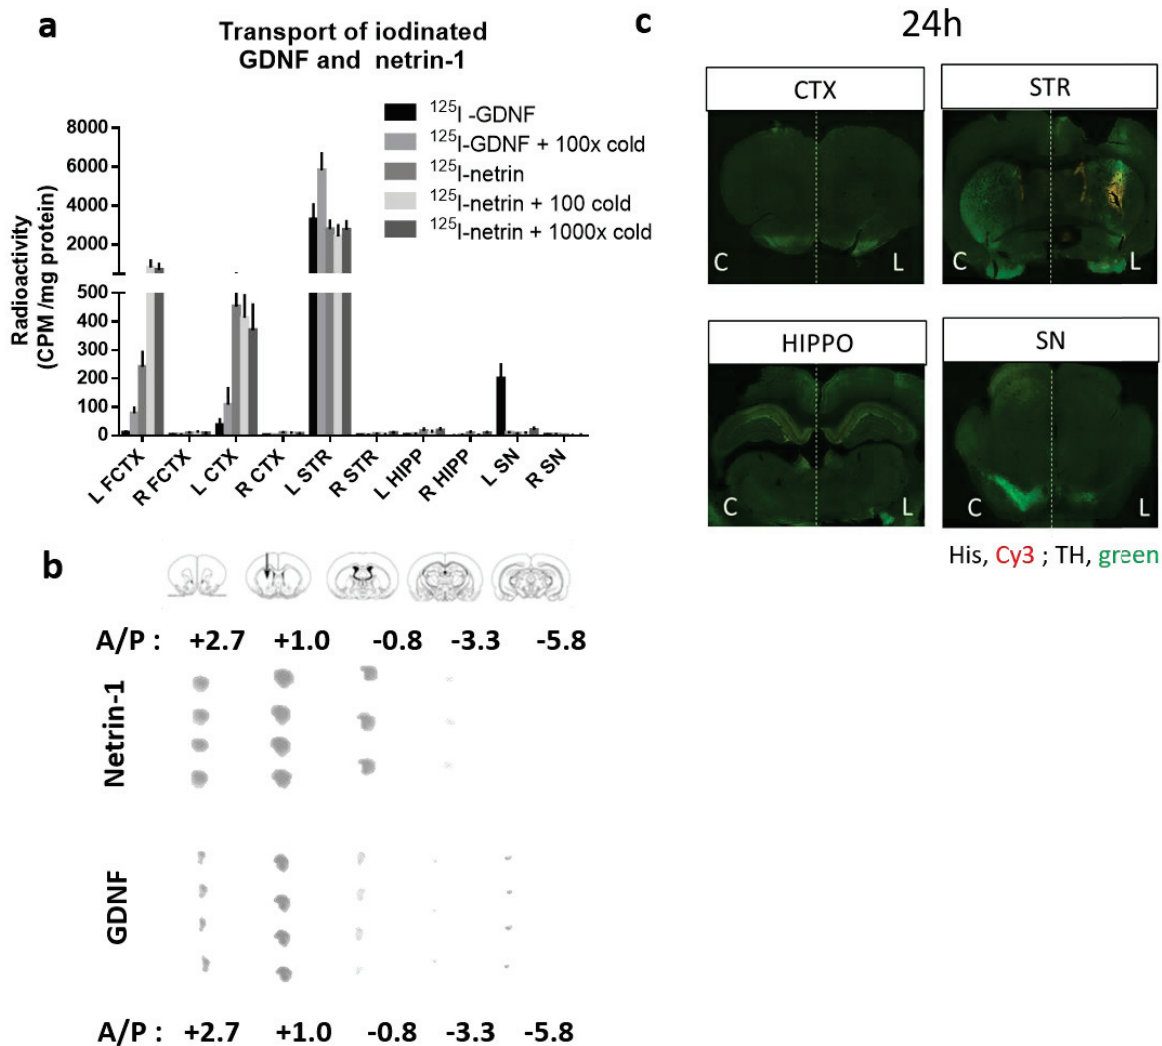 a
Transport of iodinated
GDNF and netrin-1
125I -GDNF
125I-GDNF + 100x cold
125I-netrin
125I-netrin + 100 cold
125I-netrin + 1000x cold
Radioactivity
(CPM /mg protein)
8000
6000
4000
2000
500
400
300
200
100
0
L FCTX
R FCTX
L CTX
R CTX
L STR
R STR
L HIPP
R HIPP
L SN
R SN
b
A/P : +2.7 +1.0 -0.8 -3.3 -5.8
Netrin-1
GDNF
A/P : +2.7 +1.0 -0.8 -3.3 -5.8
c
24h
CTX
C L
STR
C L
HIPPO
C L
SN
C L
His, Cy3 ; TH, green